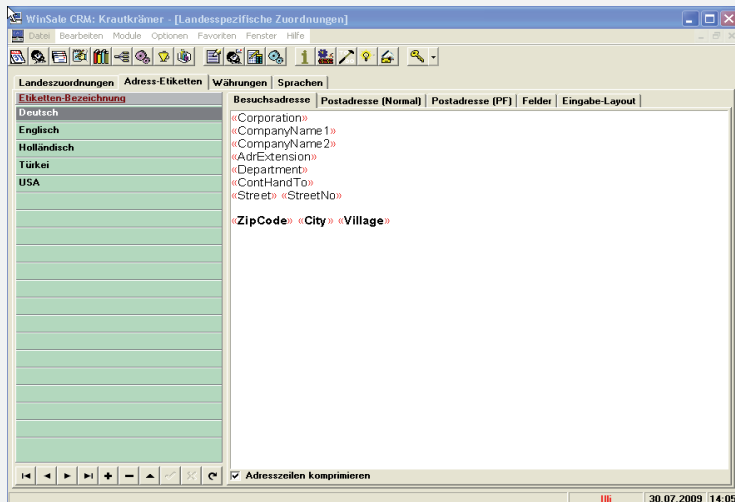 WinSale CRM: Krautkrämer - [Landesspezifische Zuordnungen]
Datei Bearbeiten Module Optionen Favoriten Fenster Hilfe
Landeszuordnungen Adress-Etiketten Währungen Sprachen
Etiketten-Bezeichnung
Deutsch
Englisch
Holländisch
Türkei
USA
Besuchsadresse Postadresse (Normal) Postadresse (PF) Felder Eingabe-Layout
«Corporation»
«CompanyName1»
«CompanyName2»
«AdrExtension»
«Department»
«ContHandTo»
«Street» «StreetNo»
«ZipCode» «City» «Village»
Adresszeilen komprimieren
Uli 30.07.2009 14:05